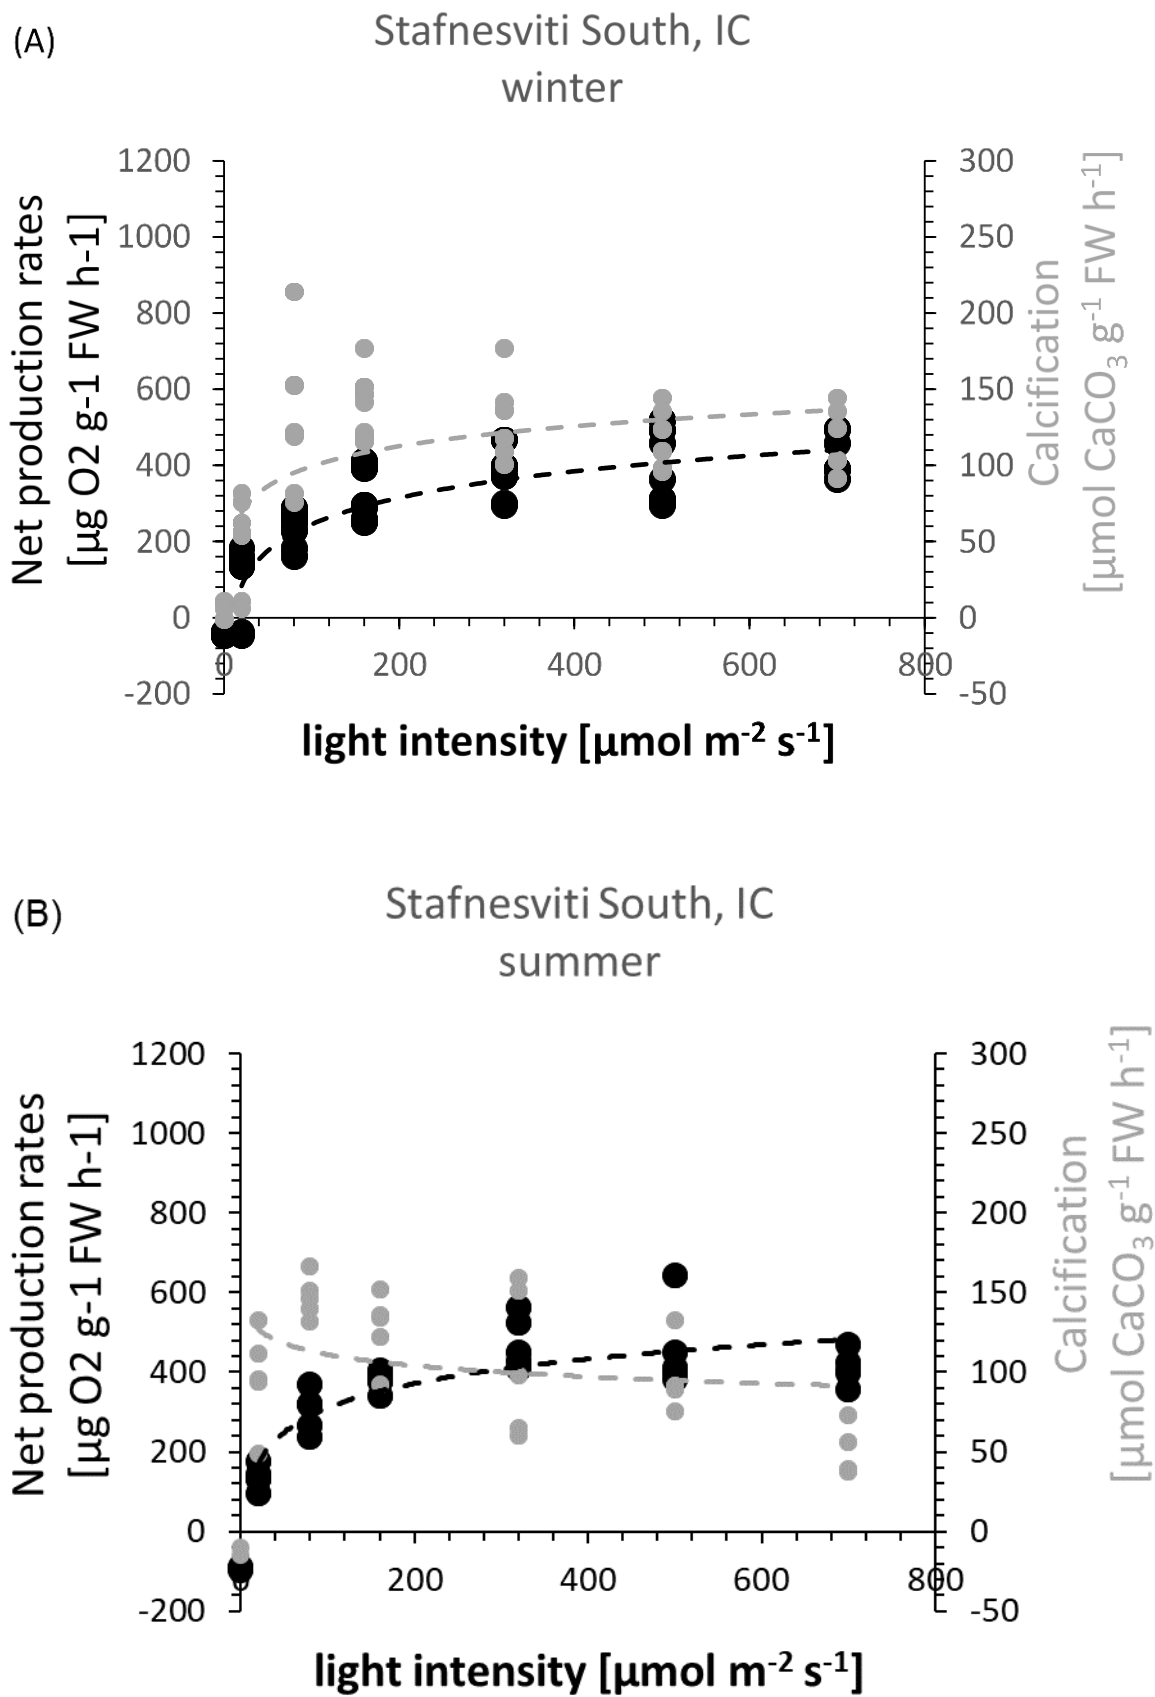 (A)
Stafnesviti South, IC
winter
Net production rates
[µg O2 g-1 FW h-1]
1200
1000
800
600
400
200
0
-200
300
250
200
150
100
50
0
-50
Calcification
[µmol CaCO₃ g⁻¹ FW h⁻¹]
0
200
400
600
800
light intensity [µmol m⁻² s⁻¹]
(B)
Stafnesviti South, IC
summer
Net production rates
[µg O2 g-1 FW h-1]
1200
1000
800
600
400
200
0
-200
300
250
200
150
100
50
0
-50
Calcification
[µmol CaCO₃ g⁻¹ FW h⁻¹]
0
200
400
600
800
light intensity [µmol m⁻² s⁻¹]